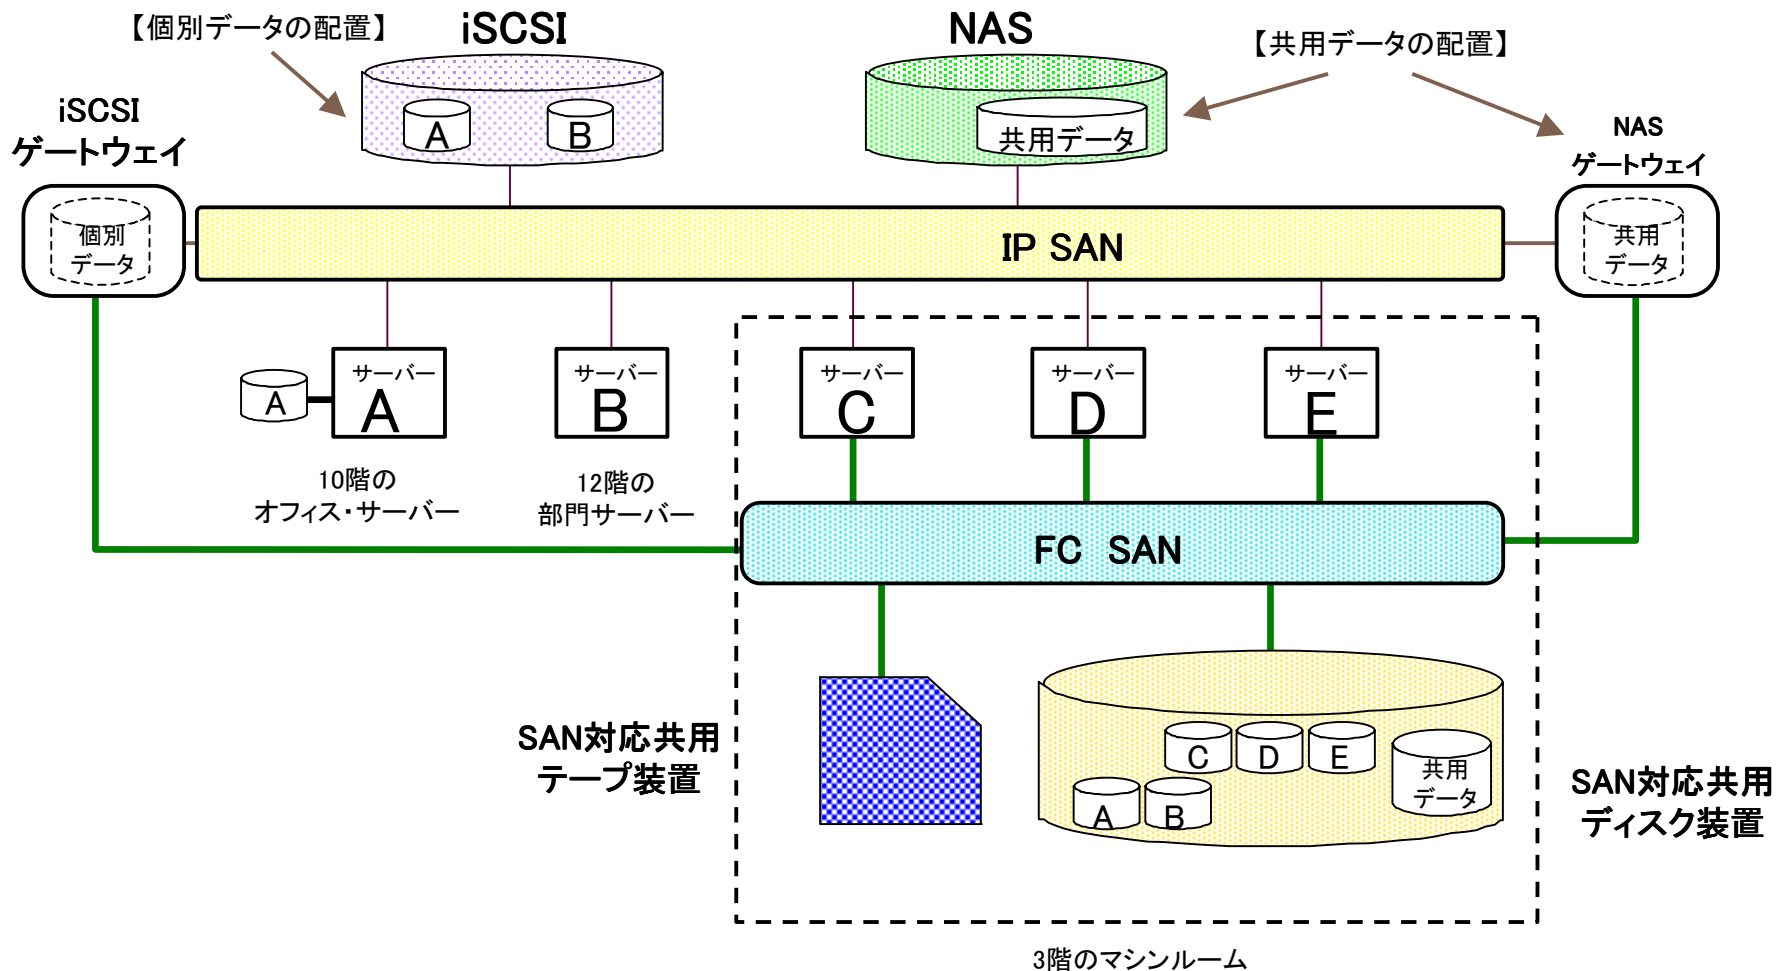 【個別データの配置】
iSCSI
NAS
【共用データの配置】
iSCSI
ゲートウェイ
A
B
共用データ
NAS
ゲートウェイ
個別
データ
IP SAN
共用
データ
A
サーバー
A
サーバー
B
サーバー
C
サーバー
D
サーバー
E
10階の
オフィス・サーバー
12階の
部門サーバー
FC SAN
SAN対応共用
テープ装置
C
D
E
A
B
共用
データ
SAN対応共用
ディスク装置
3階のマシンルーム